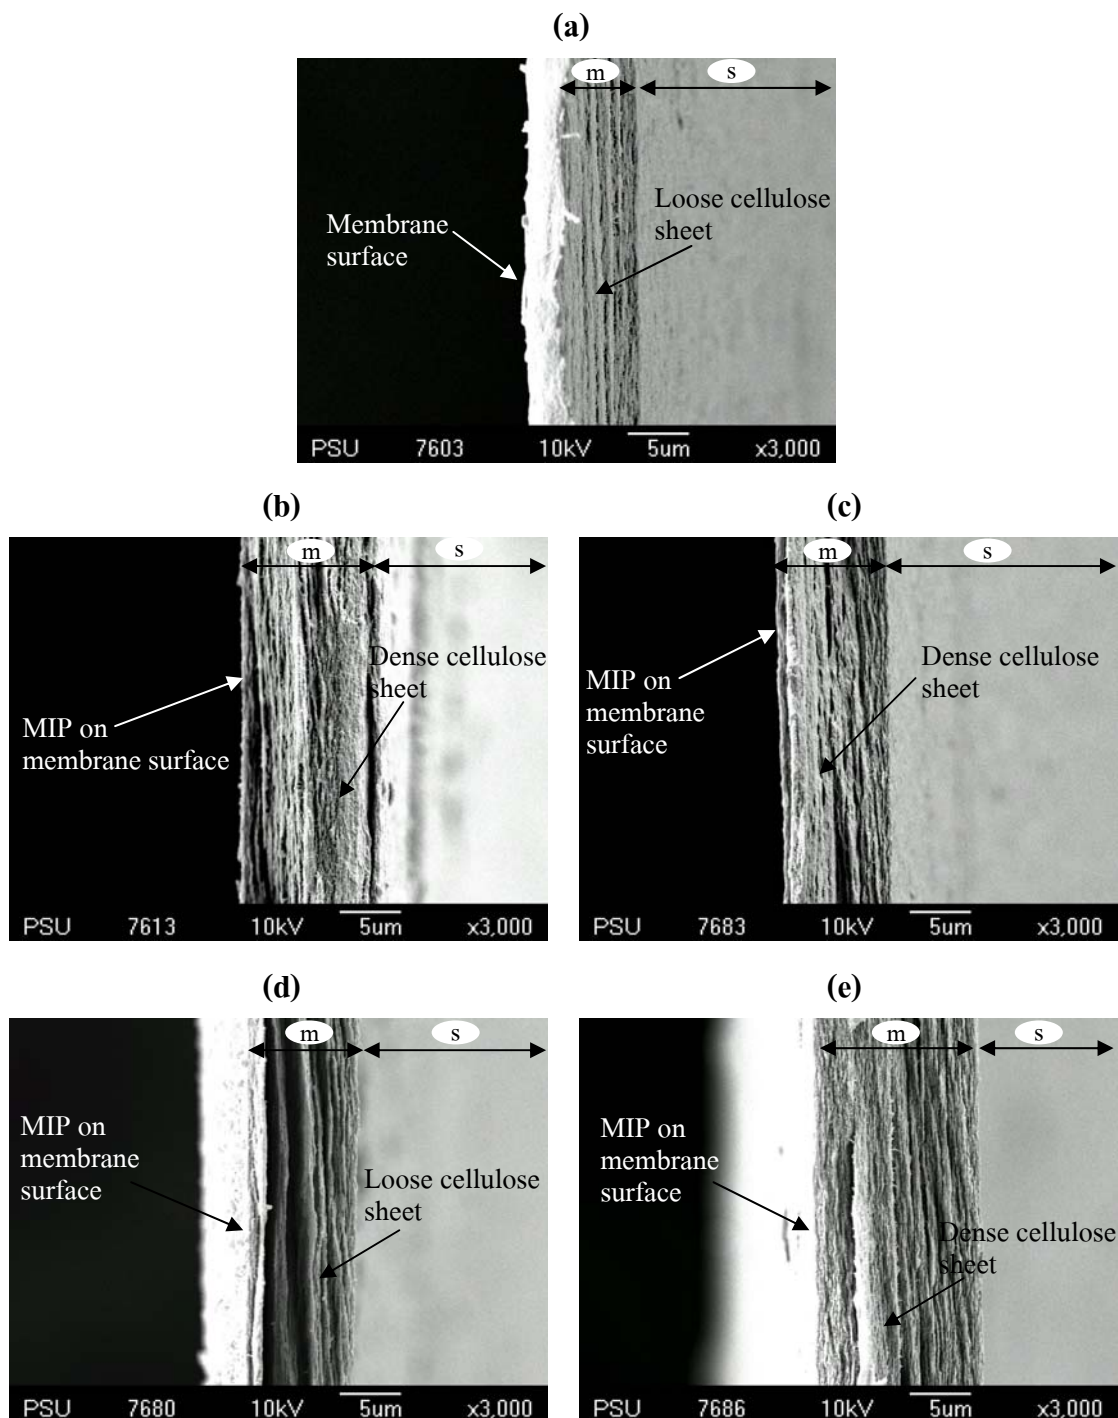 (a)
m
s
Loose cellulose
sheet
Membrane
surface
PSU 7603 10kV 5um x3,000
(b)
m
s
Dense cellulose
sheet
MIP on
membrane surface
PSU 7613 10kV 5um x3,000
(c)
m
s
Dense cellulose
sheet
MIP on
membrane
surface
PSU 7683 10kV 5um x3,000
(d)
m
s
MIP on
membrane
surface
Loose cellulose
sheet
PSU 7680 10kV 5um x3,000
(e)
m
s
MIP on
membrane
surface
Dense cellulose
sheet
PSU 7686 10kV 5um x3,000